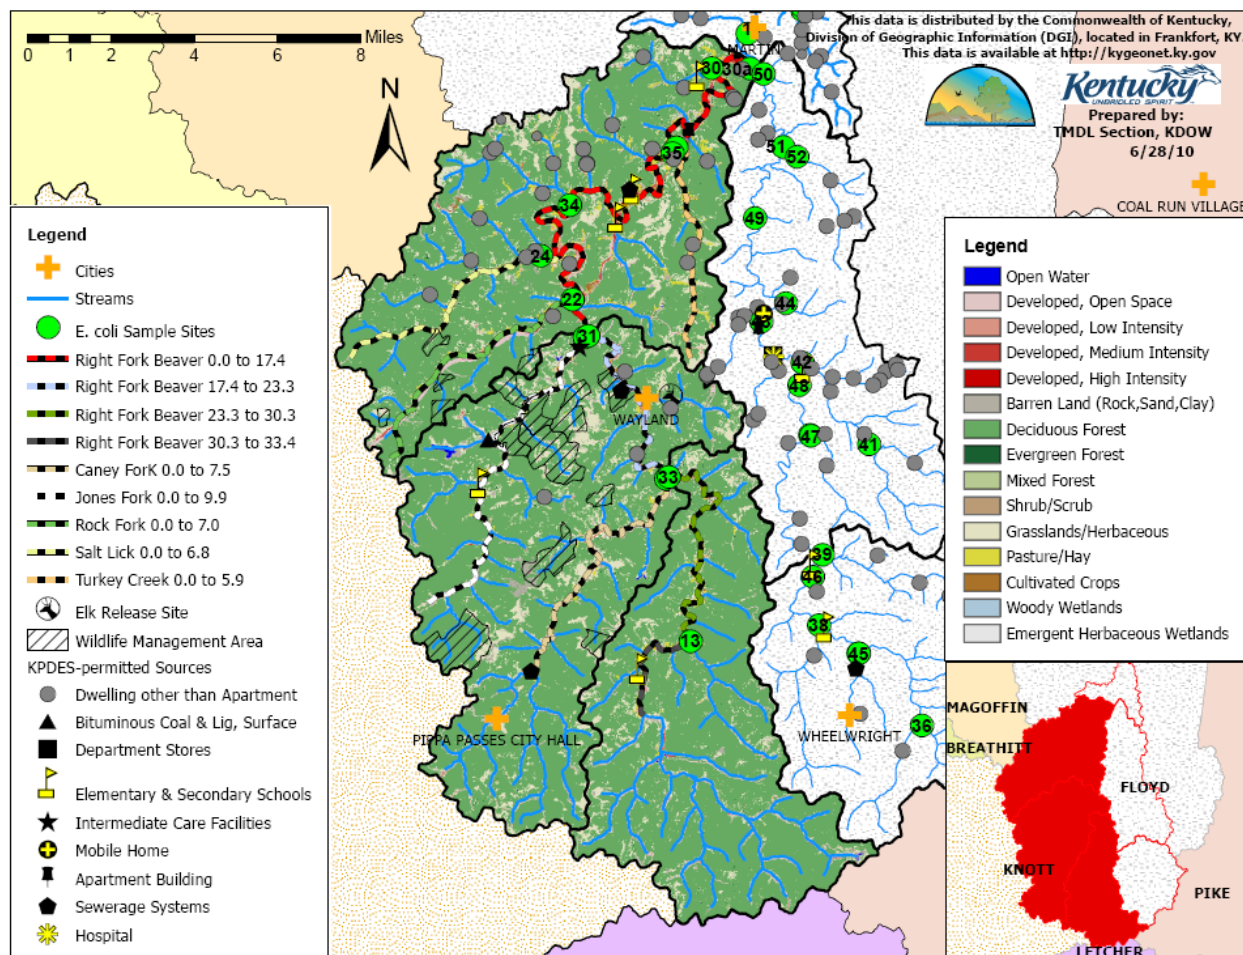 0 2 4 6 8 Miles
N
This data is distributed by the Commonwealth of Kentucky,
Division of Geographic Information (DGI), located in Frankfort, KY.
This data is available at http://kygeonet.ky.gov
Kentucky
UNBRIDLED SPIRIT
Prepared by:
TMDL Section, KDOW
6/28/10
COAL RUN VILLAGE
MARTIN
30
30a
50
51
52
35
34
49
24
22
44
43
31
42
48
WAYLAND
47
41
33
39
46
38
13
45
36
PIPPA PASSES CITY HALL
WHEELWRIGHT
Legend
Cities
Streams
E. coli Sample Sites
Right Fork Beaver 0.0 to 17.4
Right Fork Beaver 17.4 to 23.3
Right Fork Beaver 23.3 to 30.3
Right Fork Beaver 30.3 to 33.4
Caney ForK 0.0 to 7.5
Jones Fork 0.0 to 9.9
Rock Fork 0.0 to 7.0
Salt Lick 0.0 to 6.8
Turkey Creek 0.0 to 5.9
Elk Release Site
Wildlife Management Area
KPDES-permitted Sources
Dwelling other than Apartment
Bituminous Coal & Lig, Surface
Department Stores
Elementary & Secondary Schools
Intermediate Care Facilities
Mobile Home
Apartment Building
Sewerage Systems
Hospital
Legend
Open Water
Developed, Open Space
Developed, Low Intensity
Developed, Medium Intensity
Developed, High Intensity
Barren Land (Rock,Sand,Clay)
Deciduous Forest
Evergreen Forest
Mixed Forest
Shrub/Scrub
Grasslands/Herbaceous
Pasture/Hay
Cultivated Crops
Woody Wetlands
Emergent Herbaceous Wetlands
MAGOFFIN
BREATHITT
FLOYD
KNOTT
PIKE
LETCHER